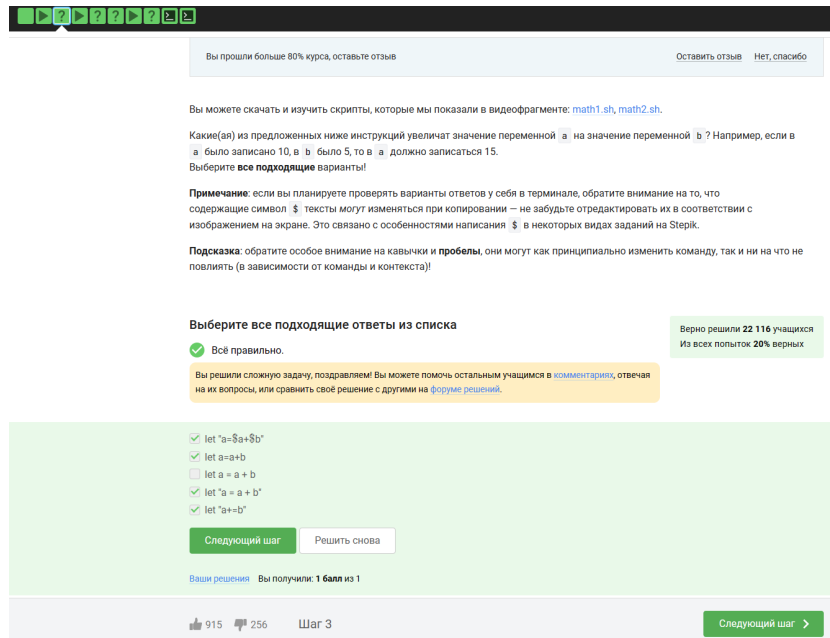 Вы прошли больше 80% курса, оставьте отзыв Оставить отзыв Нет, спасибо
Вы можете скачать и изучить скрипты, которые мы показали в видеофрагменте: math1.sh, math2.sh.
Какие(ая) из предложенных ниже инструкций увеличат значение переменной a на значение переменной b ? Например, если в
a было записано 10, в b было 5, то в a должно записаться 15.
Выберите все подходящие варианты!
Примечание: если вы планируете проверять варианты ответов у себя в терминале, обратите внимание на то, что
содержащие символ $ тексты могут изменяться при копировании — не забудьте отредактировать их в соответствии с
изображением на экране. Это связано с особенностями написания $ в некоторых видах заданий на Stepik.
Подсказка: обратите особое внимание на кавычки и пробелы, они могут как принципиально изменить команду, так и ни на что не
повлиять (в зависимости от команды и контекста)!
Выберите все подходящие ответы из списка
Верно решили 22 116 учащихся
Из всех попыток 20% верных
Всё правильно.
Вы решили сложную задачу, поздравляем! Вы можете помочь остальным учащимся в комментариях, отвечая
на их вопросы, или сравнить своё решение с другими на форуме решений.
let "a=$a+$b"
let a=a+b
let a = a + b
let "a = a + b"
let "a+=b"
Следующий шаг Решить снова
Ваши решения Вы получили: 1 балл из 1
915 256 Шаг 3 Следующий шаг